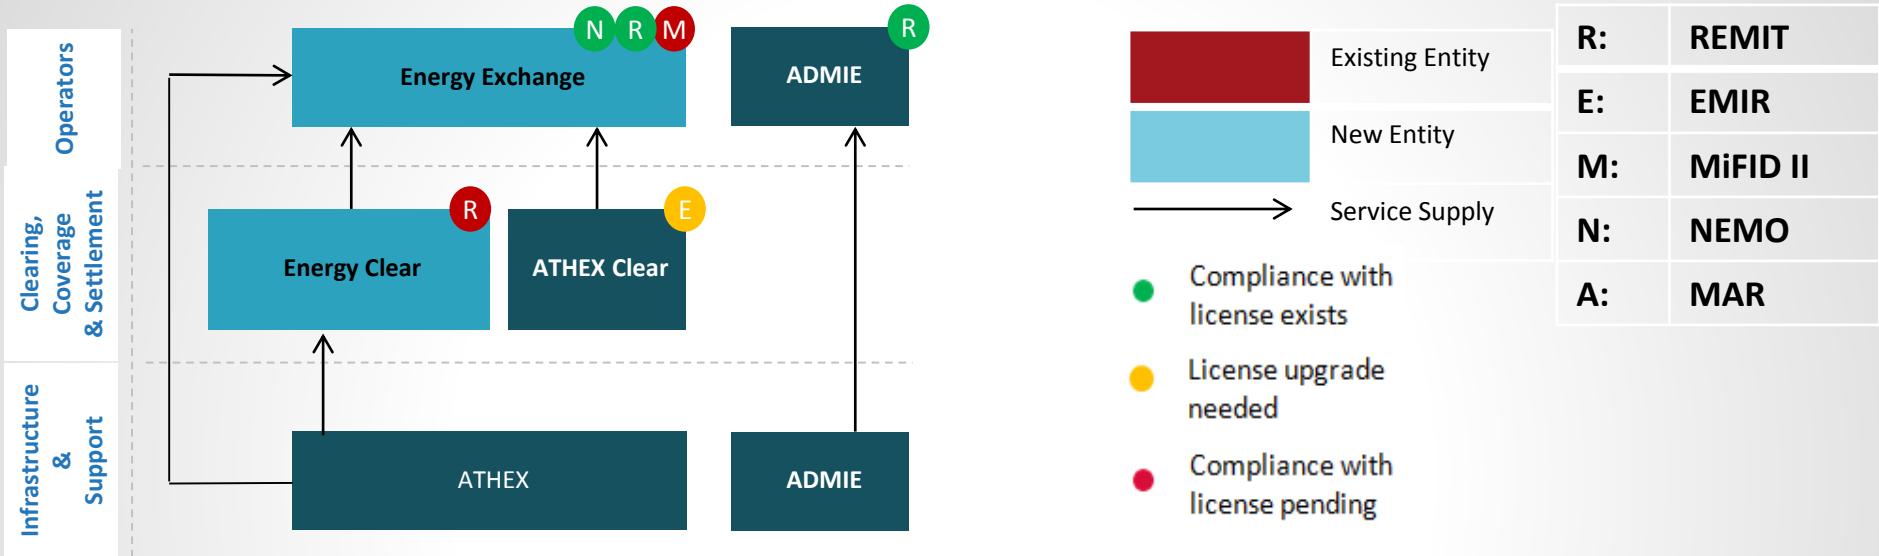 Operators
N R M
Energy Exchange
R
ADMIE
Clearing,
Coverage
& Settlement
R
Energy Clear
E
ATHEX Clear
Infrastructure
&
Support
ATHEX
ADMIE
Existing Entity
New Entity
Service Supply
Compliance with
license exists
License upgrade
needed
Compliance with
license pending
R: REMIT
E: EMIR
M: MiFID II
N: NEMO
A: MAR